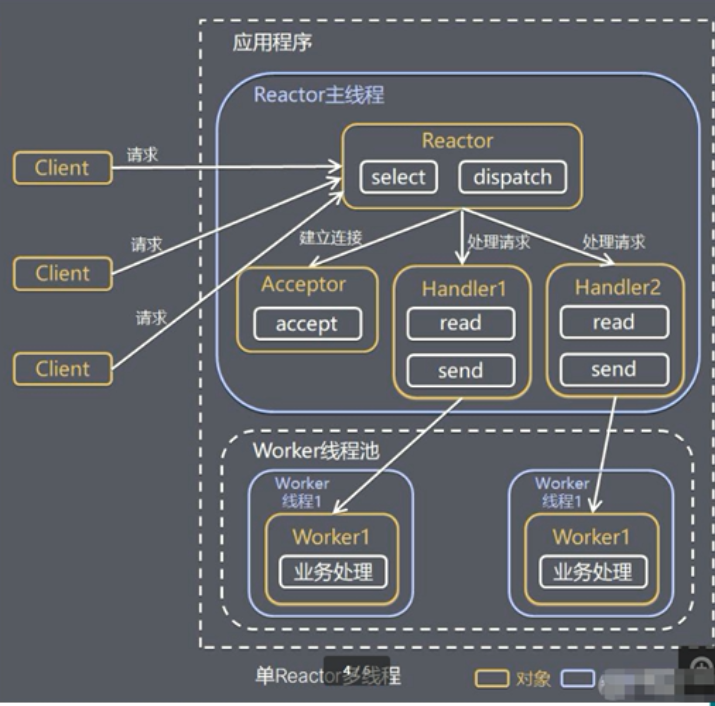 应用程序
Reactor主线程
Reactor
select
dispatch
Client
请求
Client
请求
Client
请求
建立连接
处理请求
处理请求
Acceptor
accept
Handler1
read
send
Handler2
read
send
Worker线程池
Worker
线程1
Worker1
业务处理
Worker
线程1
Worker1
业务处理
单Reactor多线程
4/6
对象